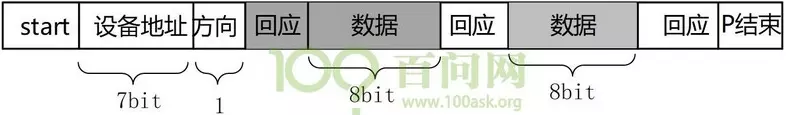 start 设备地址 方向 回应 数据 回应 数据 回应 P结束
7bit 1 8bit 8bit
100 百问网
www.100ask.org